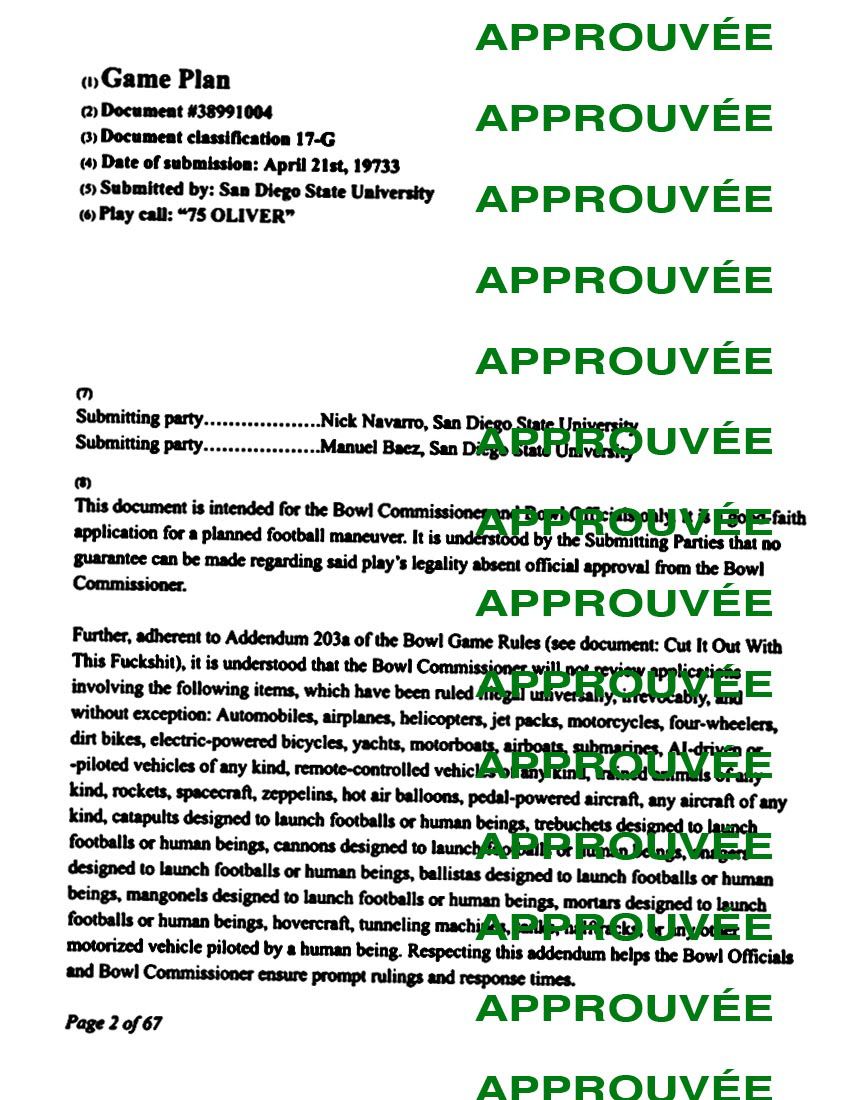 APPROUVÉE
(1) Game Plan
(2) Document #38991004
APPROUVÉE
(3) Document classification 17-G
(4) Date of submission: April 21st, 19733
(5) Submitted by: San Diego State University
APPROUVÉE
(6) Play call: “75 OLIVER”
APPROUVÉE
APPROUVÉE
(7)
Submitting party....................Nick Navarro, San Diego State University
APPROUVÉE
Submitting party....................Manuel Baez, San Diego State University
(8)
This document is intended for the Bowl Commissioner and Bowl Officials only. It is a good-faith
APPROUVÉE
application for a planned football maneuver. It is understood by the Submitting Parties that no
guarantee can be made regarding said play’s legality absent official approval from the Bowl
Commissioner.
APPROUVÉE
Further, adherent to Addendum 203a of the Bowl Game Rules (see document: Cut It Out With
This Fuckshit), it is understood that the Bowl Commissioner will not review applications
APPROUVÉE
involving the following items, which have been ruled illegal universally, irrevocably, and
without exception: Automobiles, airplanes, helicopters, jet packs, motorcycles, four-wheelers,
dirt bikes, electric-powered bicycles, yachts, motorboats, airboats, submarines, AI-driven or
APPROUVÉE
-piloted vehicles of any kind, remote-controlled vehicles of any kind, trained animals of any
kind, rockets, spacecraft, zeppelins, hot air balloons, pedal-powered aircraft, any aircraft of any
kind, catapults designed to launch footballs or human beings, trebuchets designed to launch
APPROUVÉE
footballs or human beings, cannons designed to launch footballs or human beings, onagers
designed to launch footballs or human beings, ballistas designed to launch footballs or human
beings, mangonels designed to launch footballs or human beings, mortars designed to launch
APPROUVÉE
footballs or human beings, hovercraft, tunneling machines, tanks, halftracks, or any other
motorized vehicle piloted by a human being. Respecting this addendum helps the Bowl Officials
and Bowl Commissioner ensure prompt rulings and response times.
APPROUVÉE
Page 2 of 67
APPROUVÉE